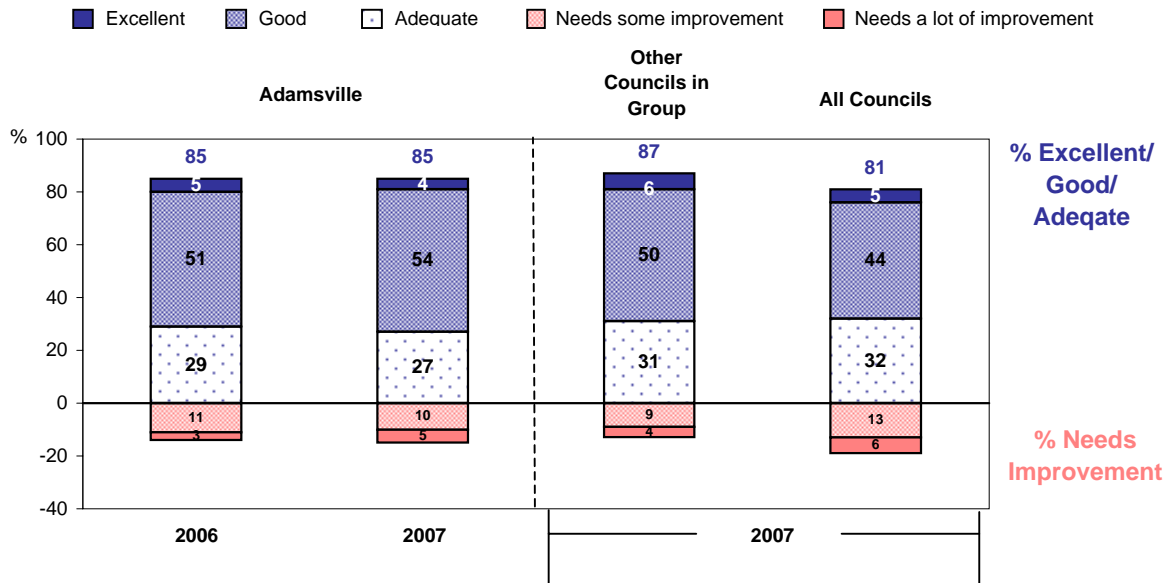 Excellent Good Adequate Needs some improvement Needs a lot of improvement
Adamsville
Other
Councils in
Group
All Councils
%
100
80
60
40
20
0
-20
-40
85
5
51
29
11
3
85
4
54
27
10
5
87
6
50
31
9
4
81
5
44
32
13
6
% Excellent/
Good/
Adeqate
% Needs
Improvement
2006 2007 2007